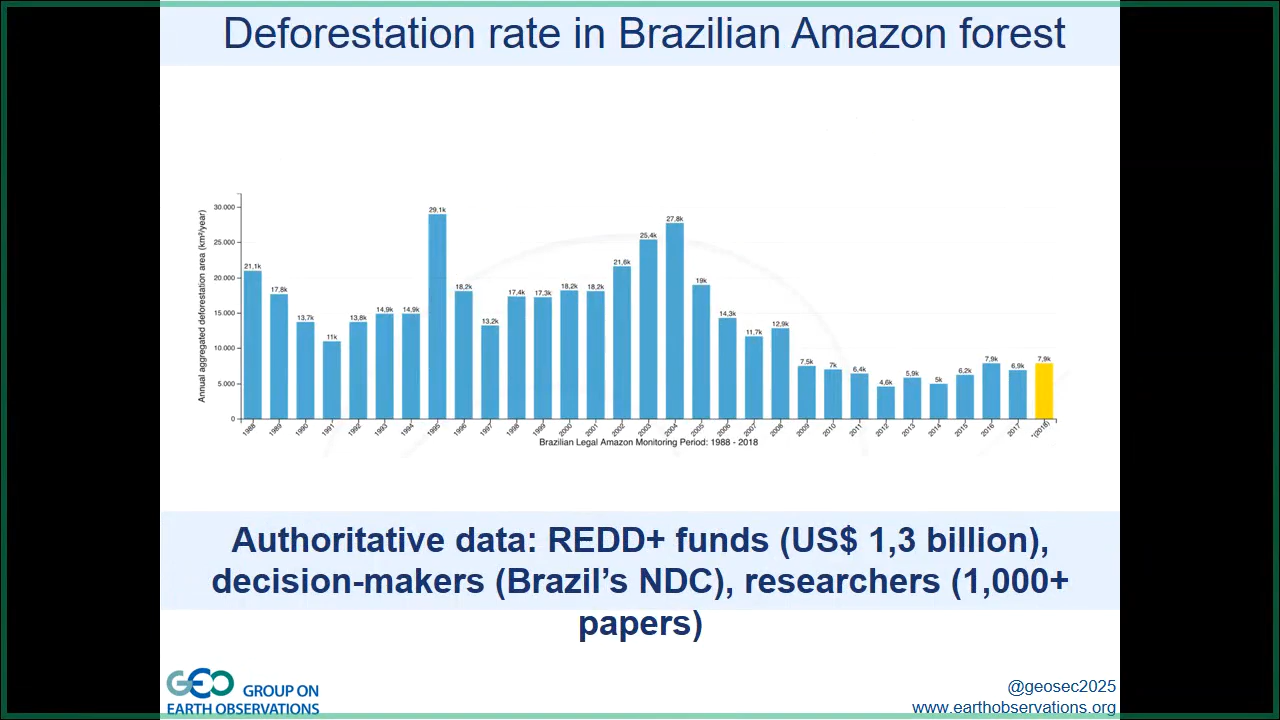 Deforestation rate in Brazilian Amazon forest
Annual aggregated deforestation area (km²/year)
30.000
25.000
20.000
15.000
10.000
5.000
0
21,1k
17,8k
13,7k
11k
13,8k
14,9k
14,9k
29,1k
18,2k
13,2k
17,4k
17,3k
18,2k
18,2k
21,6k
25,4k
27,8k
19k
14,3k
11,7k
12,9k
7,5k
7k
6,4k
4,6k
5,9k
5k
6,2k
7,9k
6,9k
7,9k
1988
1989
1990
1991
1992
1993
1994
1995
1996
1997
1998
1999
2000
2001
2002
2003
2004
2005
2006
2007
2008
2009
2010
2011
2012
2013
2014
2015
2016
2017
*(2018)
Brazilian Legal Amazon Monitoring Period: 1988 - 2018
Authoritative data: REDD+ funds (US$ 1,3 billion),
decision-makers (Brazil’s NDC), researchers (1,000+
papers)
GEO GROUP ON
EARTH OBSERVATIONS
@geosec2025
www.earthobservations.org